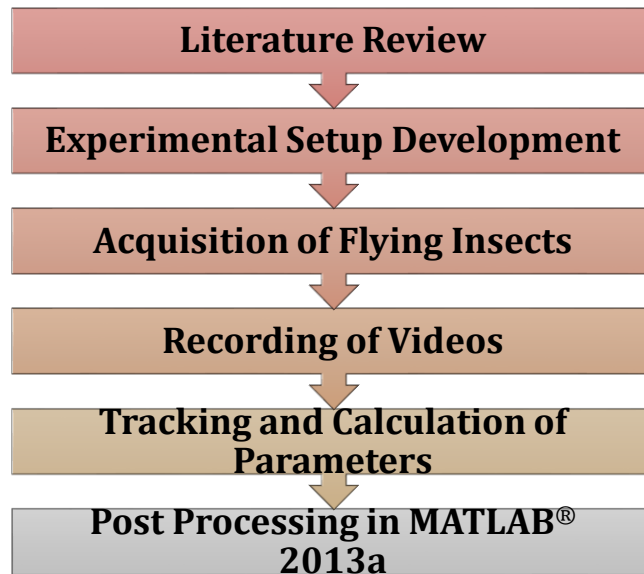 Literature Review
Experimental Setup Development
Acquisition of Flying Insects
Recording of Videos
Tracking and Calculation of
Parameters
Post Processing in MATLAB®
2013a